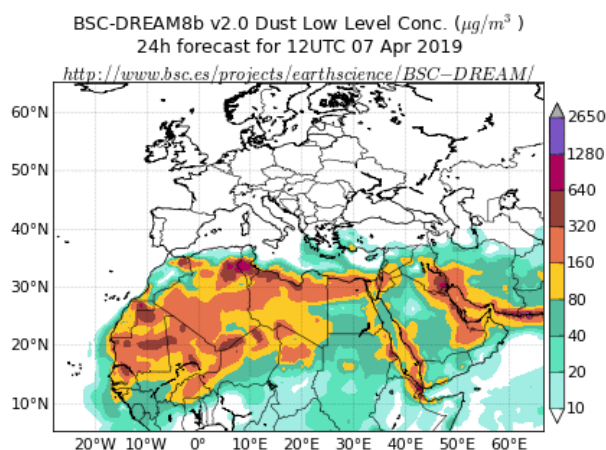 BSC-DREAM8b v2.0 Dust Low Level Conc. (μg/m³ )
24h forecast for 12UTC 07 Apr 2019
http://www.bsc.es/projects/earthscience/BSC−DREAM/
60°N
50°N
40°N
30°N
20°N
10°N
20°W 10°W 0° 10°E 20°E 30°E 40°E 50°E 60°E
2650
1280
640
320
160
80
40
20
10